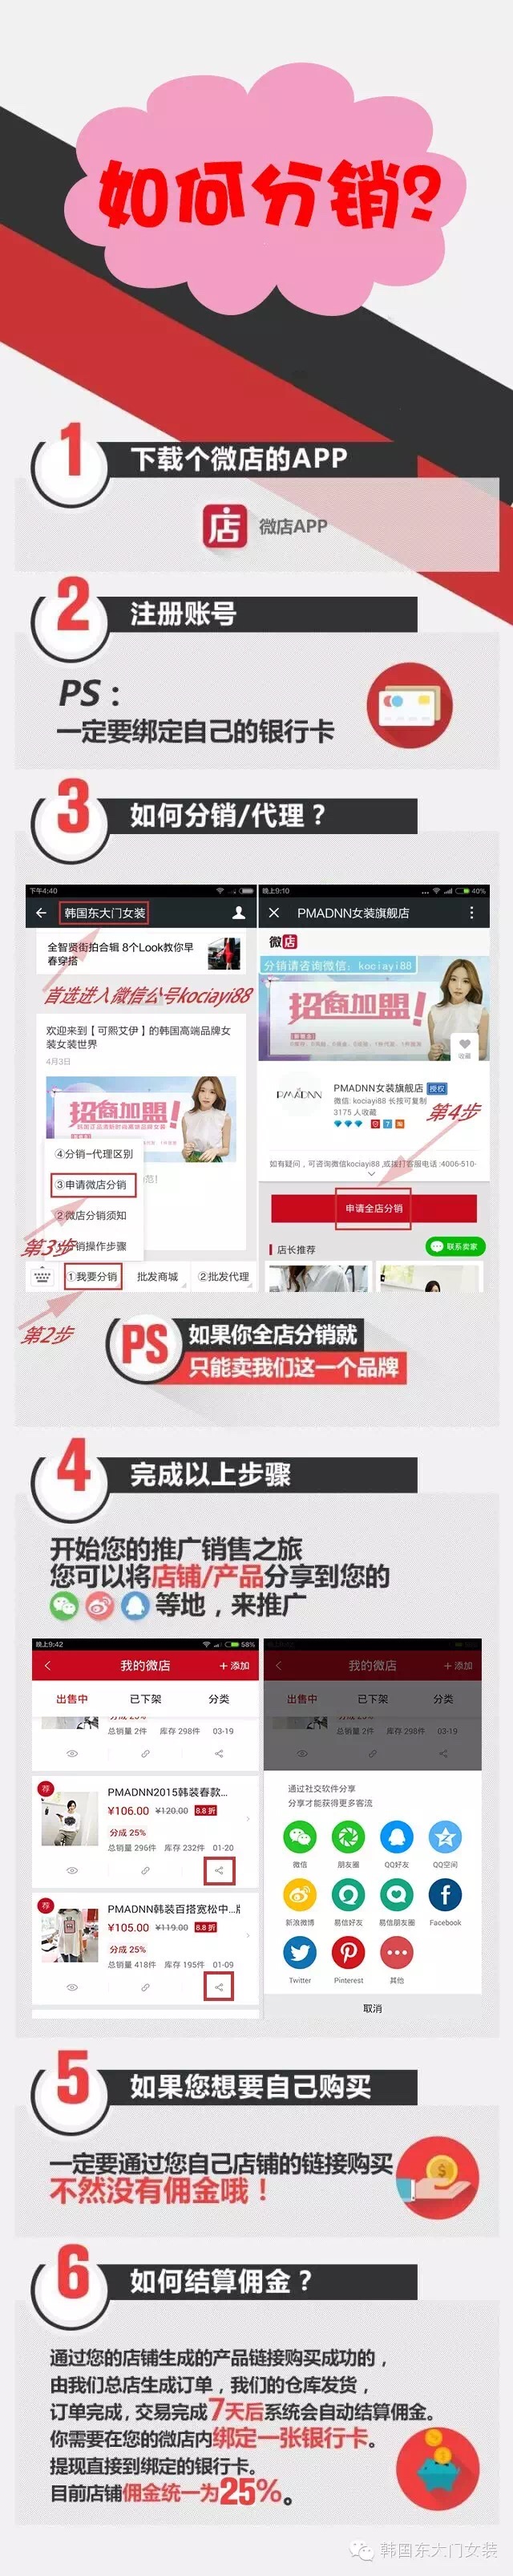 如何分销?
1 下载个微店的APP
店 微店APP
2 注册账号
PS：
一定要绑定自己的银行卡
3 如何分销/代理？
下午4:40
韩国东大门女装
全智贤街拍合辑 8个Look教你早
春穿搭
首选进入微信公号kociayi88
欢迎来到【可熙艾伊】的韩国高端品牌女
装女装世界
4月3日
招商加盟！
④分销-代理区别
③申请微店分销
2 微店分销须知
销操作步骤
第3步
①我要分销 批发商城 ②批发代理
第2步
晚上9:10 40%
PMADNN女装旗舰店
微店
分销请咨询微信：kociayi88
招商加盟！
收藏
PMADNN
PMADNN女装旗舰店 授权
微信: kociayi88 长按可复制
3175 人收藏
第4步
如有疑问，可咨询微信kociayi88 ,或拨打客服电话 :4006-510-
申请全店分销
店长推荐
联系卖家
PS 如果你全店分销就
只能卖我们这一个品牌
4 完成以上步骤
开始您的推广销售之旅
您可以将店铺/产品分享到您的
等地，来推广
晚上9:42 58%
我的微店 +添加
出售中 已下架 分类
分成 25%
总销量 2件 库存 298件 03-19
荐
PMADNN2015韩装春款...
¥106.00 ¥120.00 8.8 折
分成 25%
总销量 296件 库存 232件 01-20
荐
PMADNN韩装百搭宽松中...
¥105.00 ¥119.00 8.8 折
分成 25%
总销量 418件 库存 195件 01-09
我的微店 +添加
出售中 已下架 分类
分成 25%
总销量 2件 库存 298件 03-19
通过社交软件分享
分享才能获得更多客流
微信 朋友圈 QQ好友 QQ空间
新浪微博 易信好友 易信朋友圈 Facebook
Twitter Pinterest 其他
取消
5 如果您想要自己购买
一定要通过您自己店铺的链接购买
不然没有佣金哦！
6 如何结算佣金？
通过您的店铺生成的产品链接购买成功的，
由我们总店生成订单，我们的仓库发货，
订单完成，交易完成7天后系统会自动结算佣金。
你需要在您的微店内绑定一张银行卡。
提现直接到绑定的银行卡。
目前店铺佣金统一为25%。
韩国东大门女装